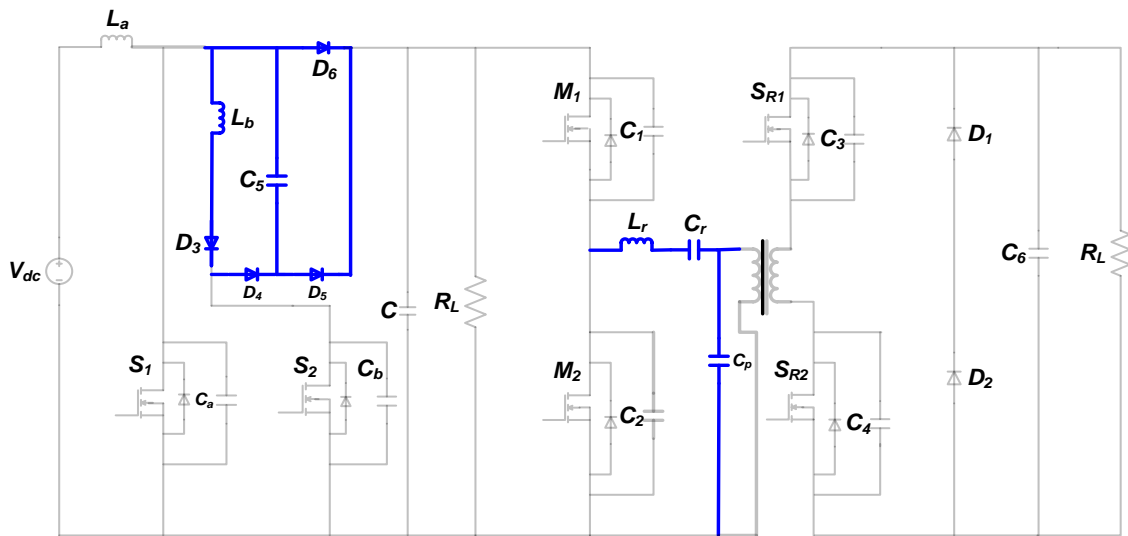 La
D6
M1
SR1
Lb
C1
C3
D1
C5
Lr
Cr
D3
Vdc
D4
D5
C
RL
C6
RL
S1
Ca
S2
Cb
M2
C2
Cp
SR2
C4
D2